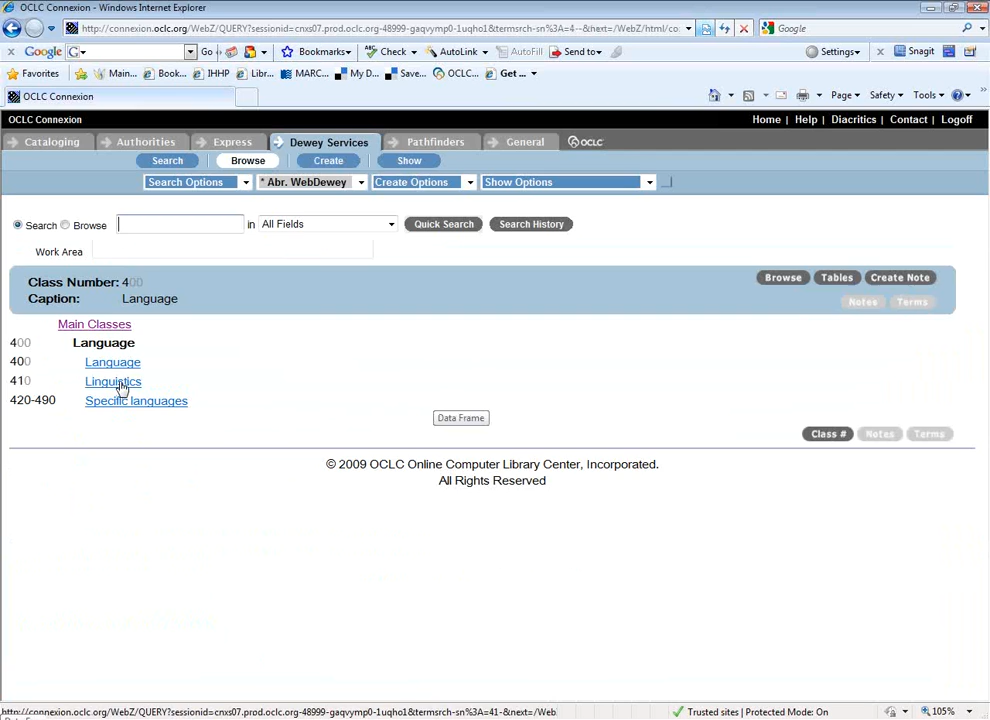 OCLC Connexion - Windows Internet Explorer
http://connexion.oclc.org/WebZ/QUERY?sessionid=cnxs07.prod.oclc.org-48999-gaqvymp0-1uqho1&termsrch-sn%3A=4--&next=/WebZ/html/co: Google
Google G Go Bookmarks Check AutoLink AutoFill Send to Settings Snagit
Favorites Main... Book... IHHP Libr... MARC... My D... Save... OCLC... Get ...
OCLC Connexion Page Safety Tools
OCLC Connexion Home | Help | Diacritics | Contact | Logoff
Cataloging Authorities Express Dewey Services Pathfinders General OCLC
Search Browse Create Show
Search Options * Abr. WebDewey Create Options Show Options
Search Browse in All Fields Quick Search Search History
Work Area
Class Number: 400 Browse Tables Create Note
Caption: Language Notes Terms
Main Classes
400 Language
400 Language
410 Linguistics
420-490 Specific languages
Data Frame
Class # Notes Terms
© 2009 OCLC Online Computer Library Center, Incorporated.
All Rights Reserved
http://connexion.oclc.org/WebZ/QUERY?sessionid=cnxs07.prod.oclc.org-48999-gaqvymp0-1uqho1&termsrch-sn%3A=41-&next=/Web Trusted sites | Protected Mode: On 105%